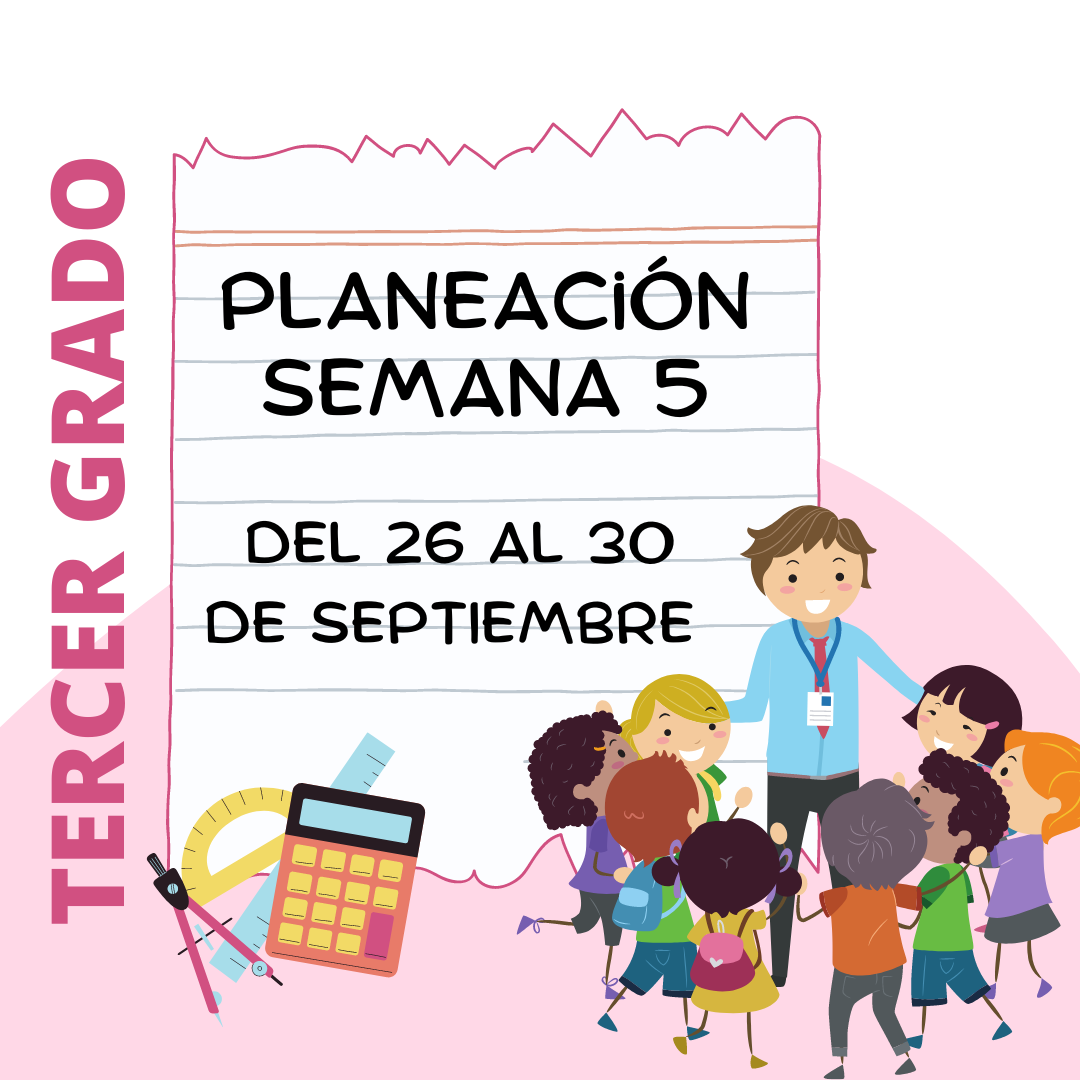 TERCER GRADO
PLANEACIÓN
SEMANA 5
DEL 26 AL 30
DE SEPTIEMBRE